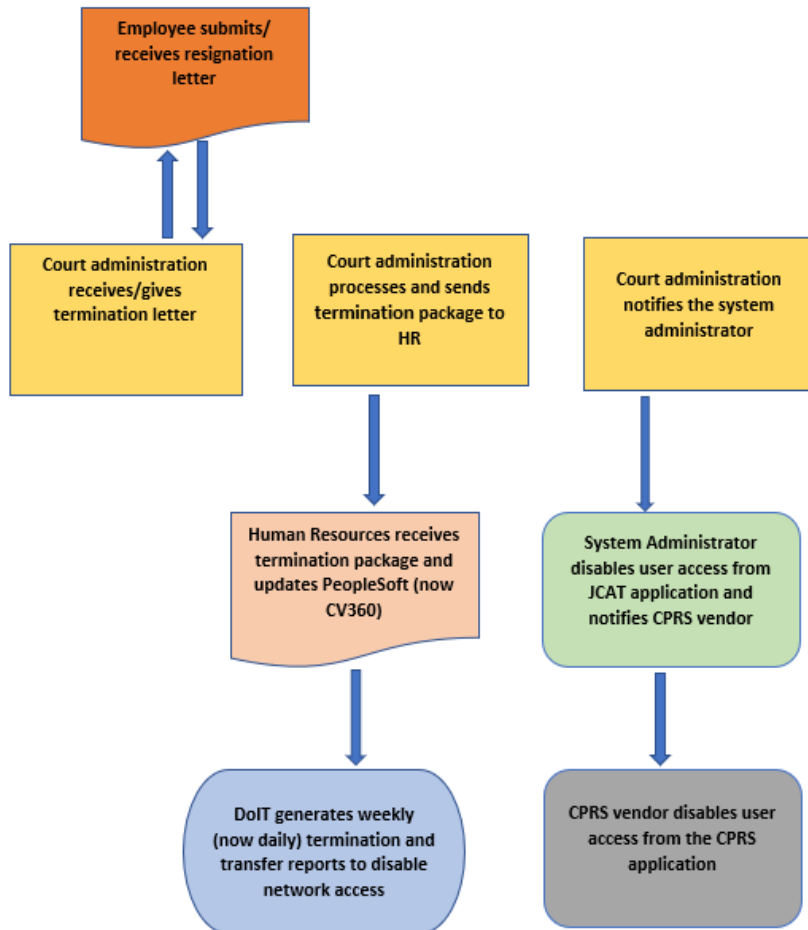 Employee submits/
receives resignation
letter
Court administration
receives/gives
termination letter
Court administration
processes and sends
termination package to
HR
Court administration
notifies the system
administrator
Human Resources receives
termination package and
updates PeopleSoft (now
CV360)
System Administrator
disables user access from
JCAT application and
notifies CPRS vendor
DoIT generates weekly
(now daily) termination and
transfer reports to disable
network access
CPRS vendor disables user
access from the CPRS
application